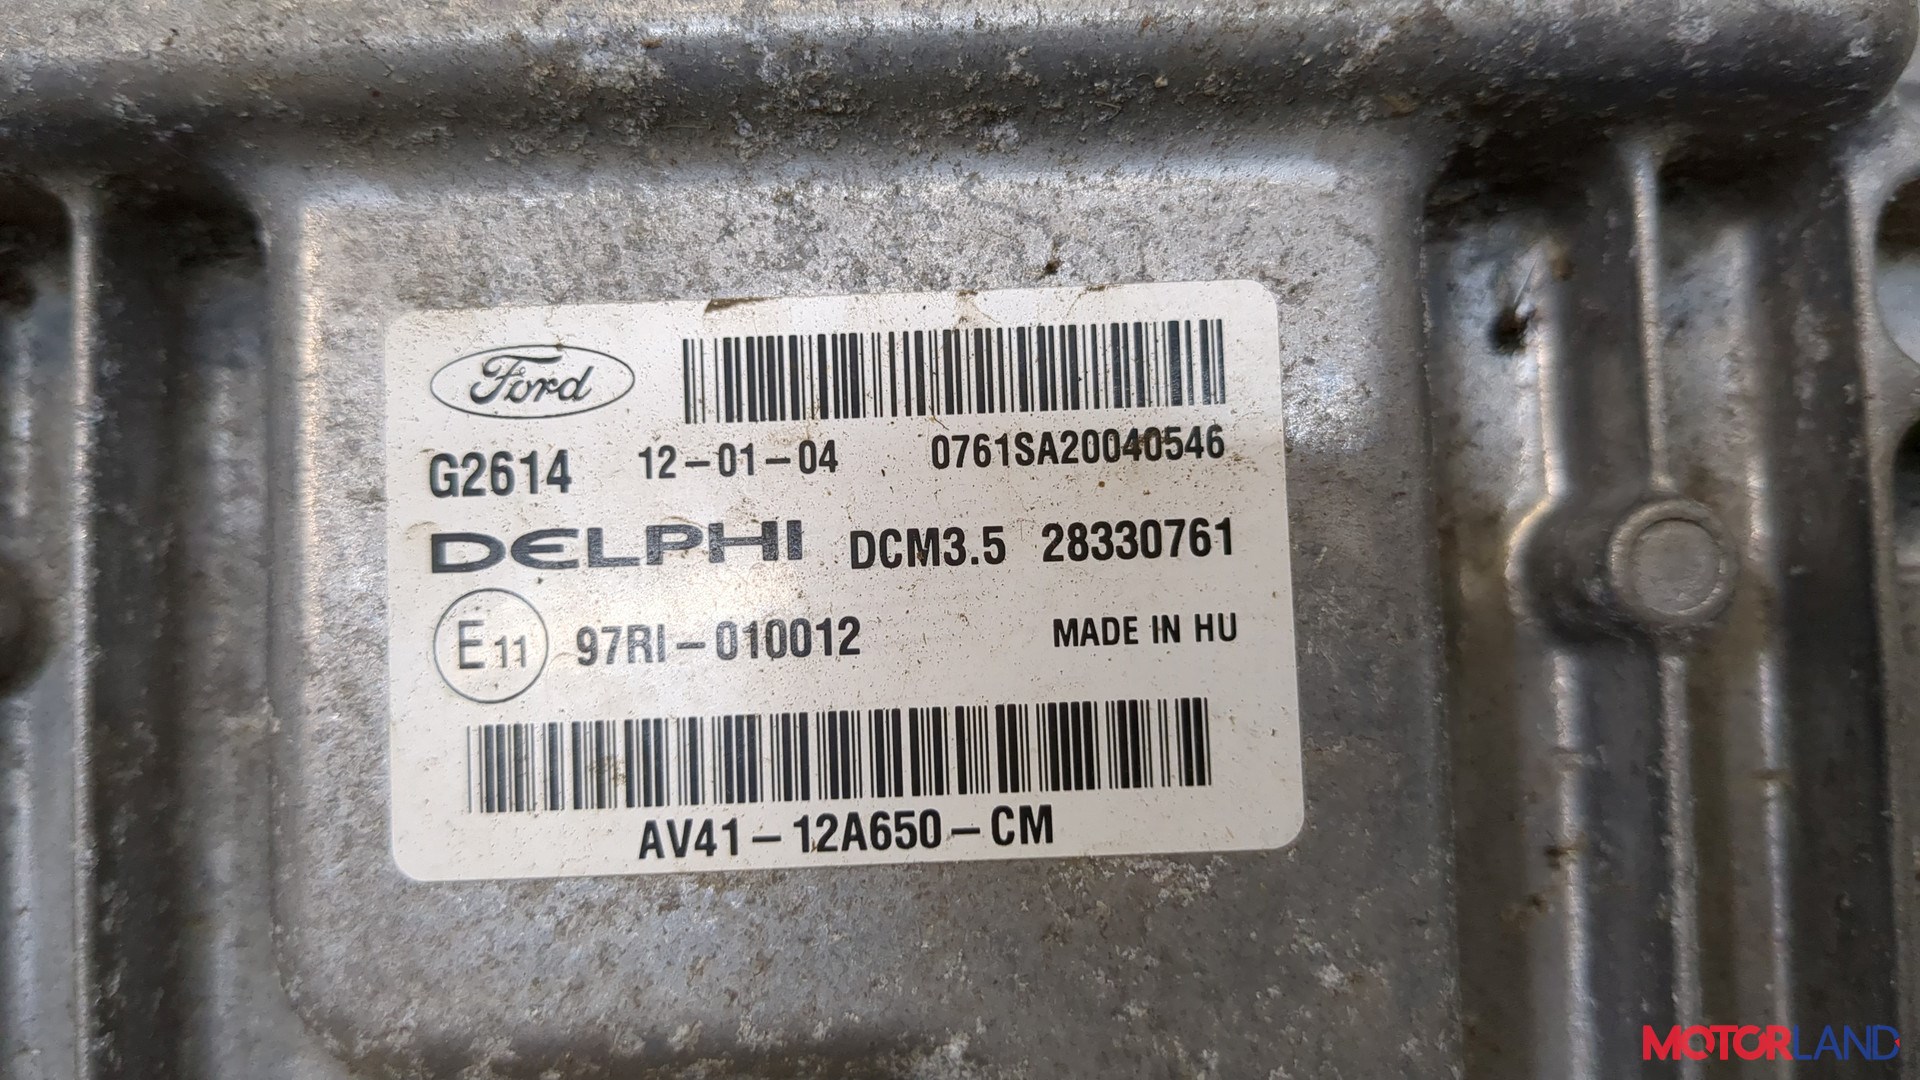 Ford
G2614 12-01-04 0761SA20040546
DELPHI DCM3.5 28330761
E11 97RI-010012 MADE IN HU
AV41-12A650-CM
MOTORLAND